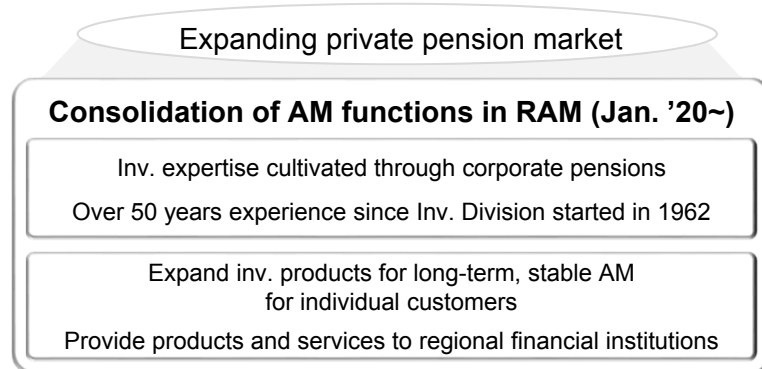 Expanding private pension market
Consolidation of AM functions in RAM (Jan. ’20~)
Inv. expertise cultivated through corporate pensions
Over 50 years experience since Inv. Division started in 1962
Expand inv. products for long-term, stable AM
for individual customers
Provide products and services to regional financial institutions